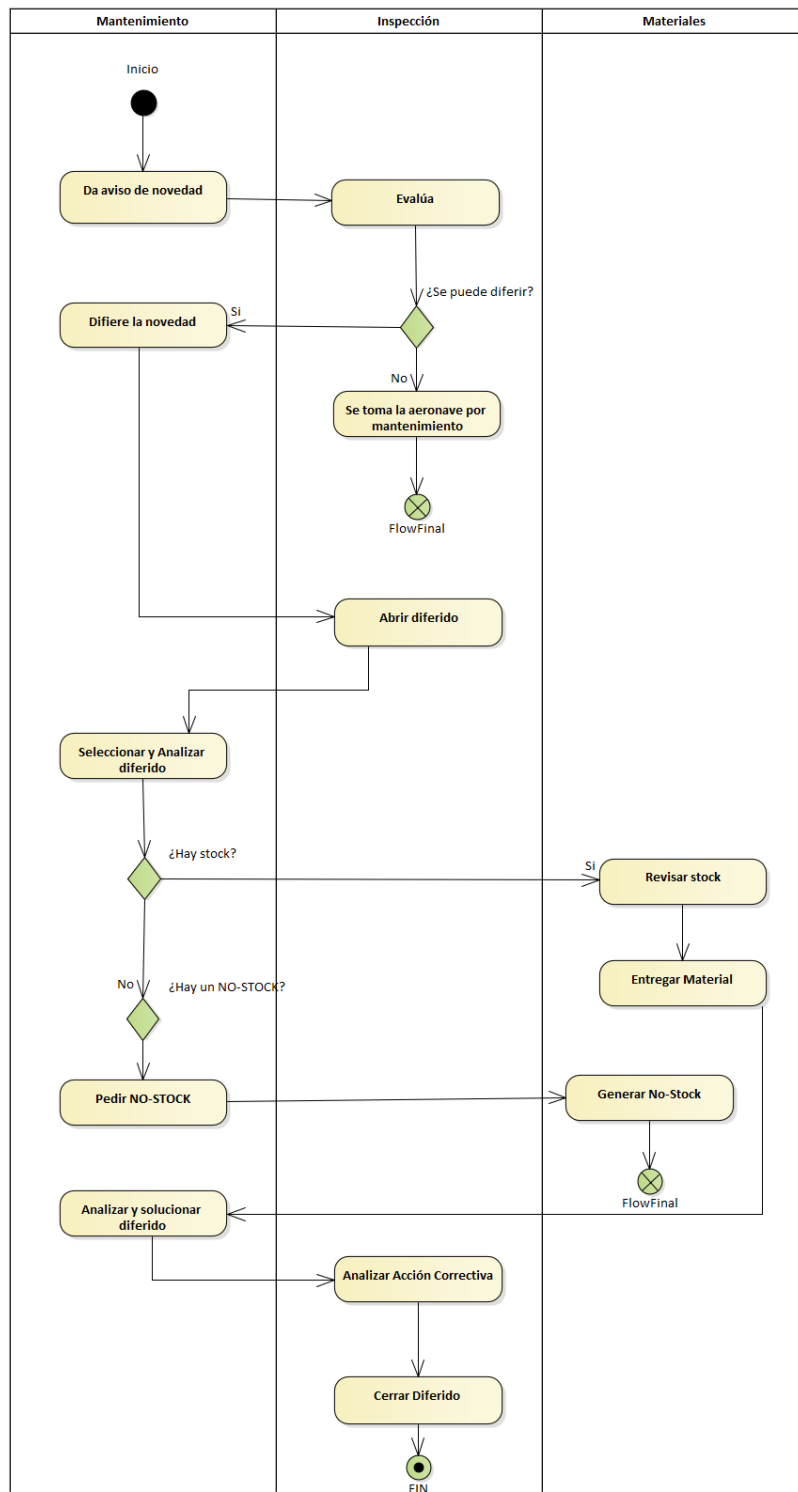 Mantenimiento
Inspección
Materiales
Inicio
Da aviso de novedad
Evalúa
¿Se puede diferir?
Difiere la novedad
Si
No
Se toma la aeronave por
mantenimiento
FlowFinal
Abrir diferido
Seleccionar y Analizar
diferido
¿Hay stock?
Si
Revisar stock
Entregar Material
No
¿Hay un NO-STOCK?
Pedir NO-STOCK
Generar No-Stock
FlowFinal
Analizar y solucionar
diferido
Analizar Acción Correctiva
Cerrar Diferido
FIN